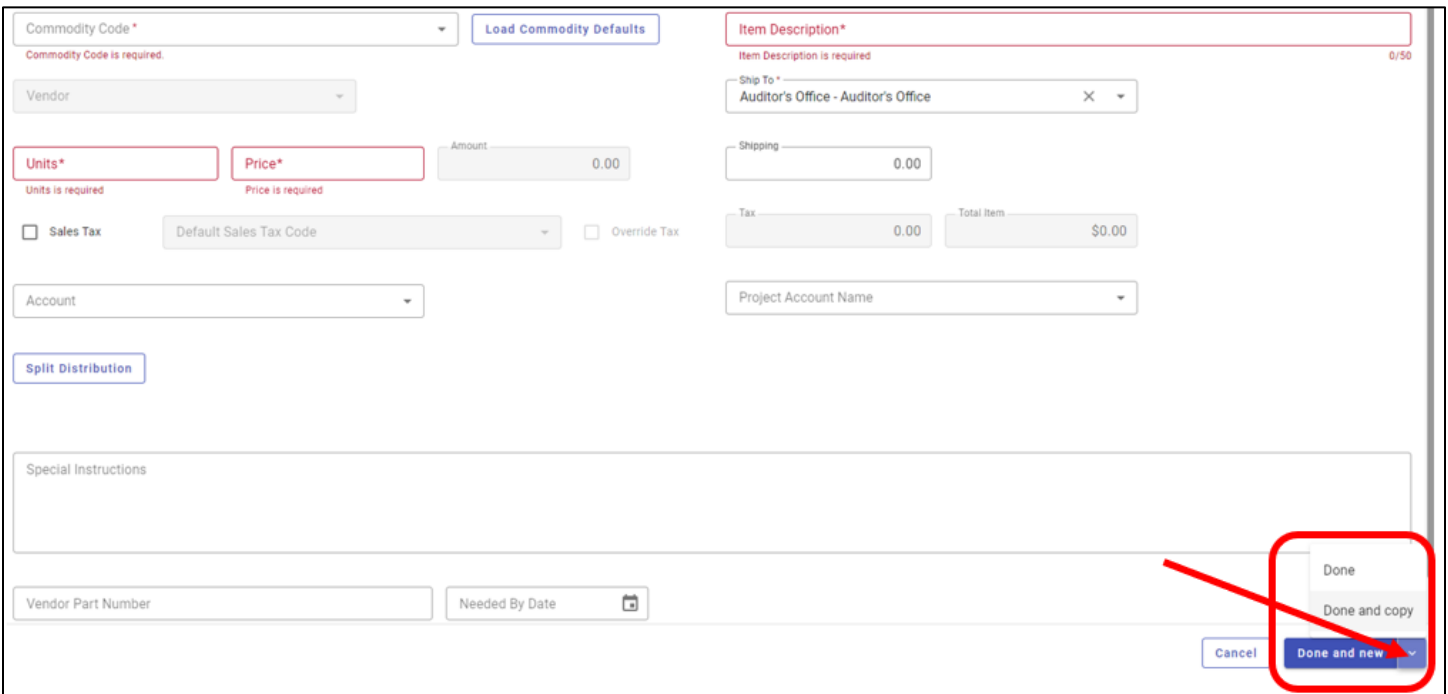 Commodity Code *
Load Commodity Defaults
Item Description*
Commodity Code is required.
Item Description is required
0/50
Vendor
Ship To *
Auditor's Office - Auditor's Office
Units*
Price*
Amount
0.00
Shipping
0.00
Units is required
Price is required
Sales Tax
Default Sales Tax Code
Override Tax
Tax
0.00
Total Item
$0.00
Account
Project Account Name
Split Distribution
Special Instructions
Done
Done and copy
Vendor Part Number
Needed By Date
Cancel
Done and new